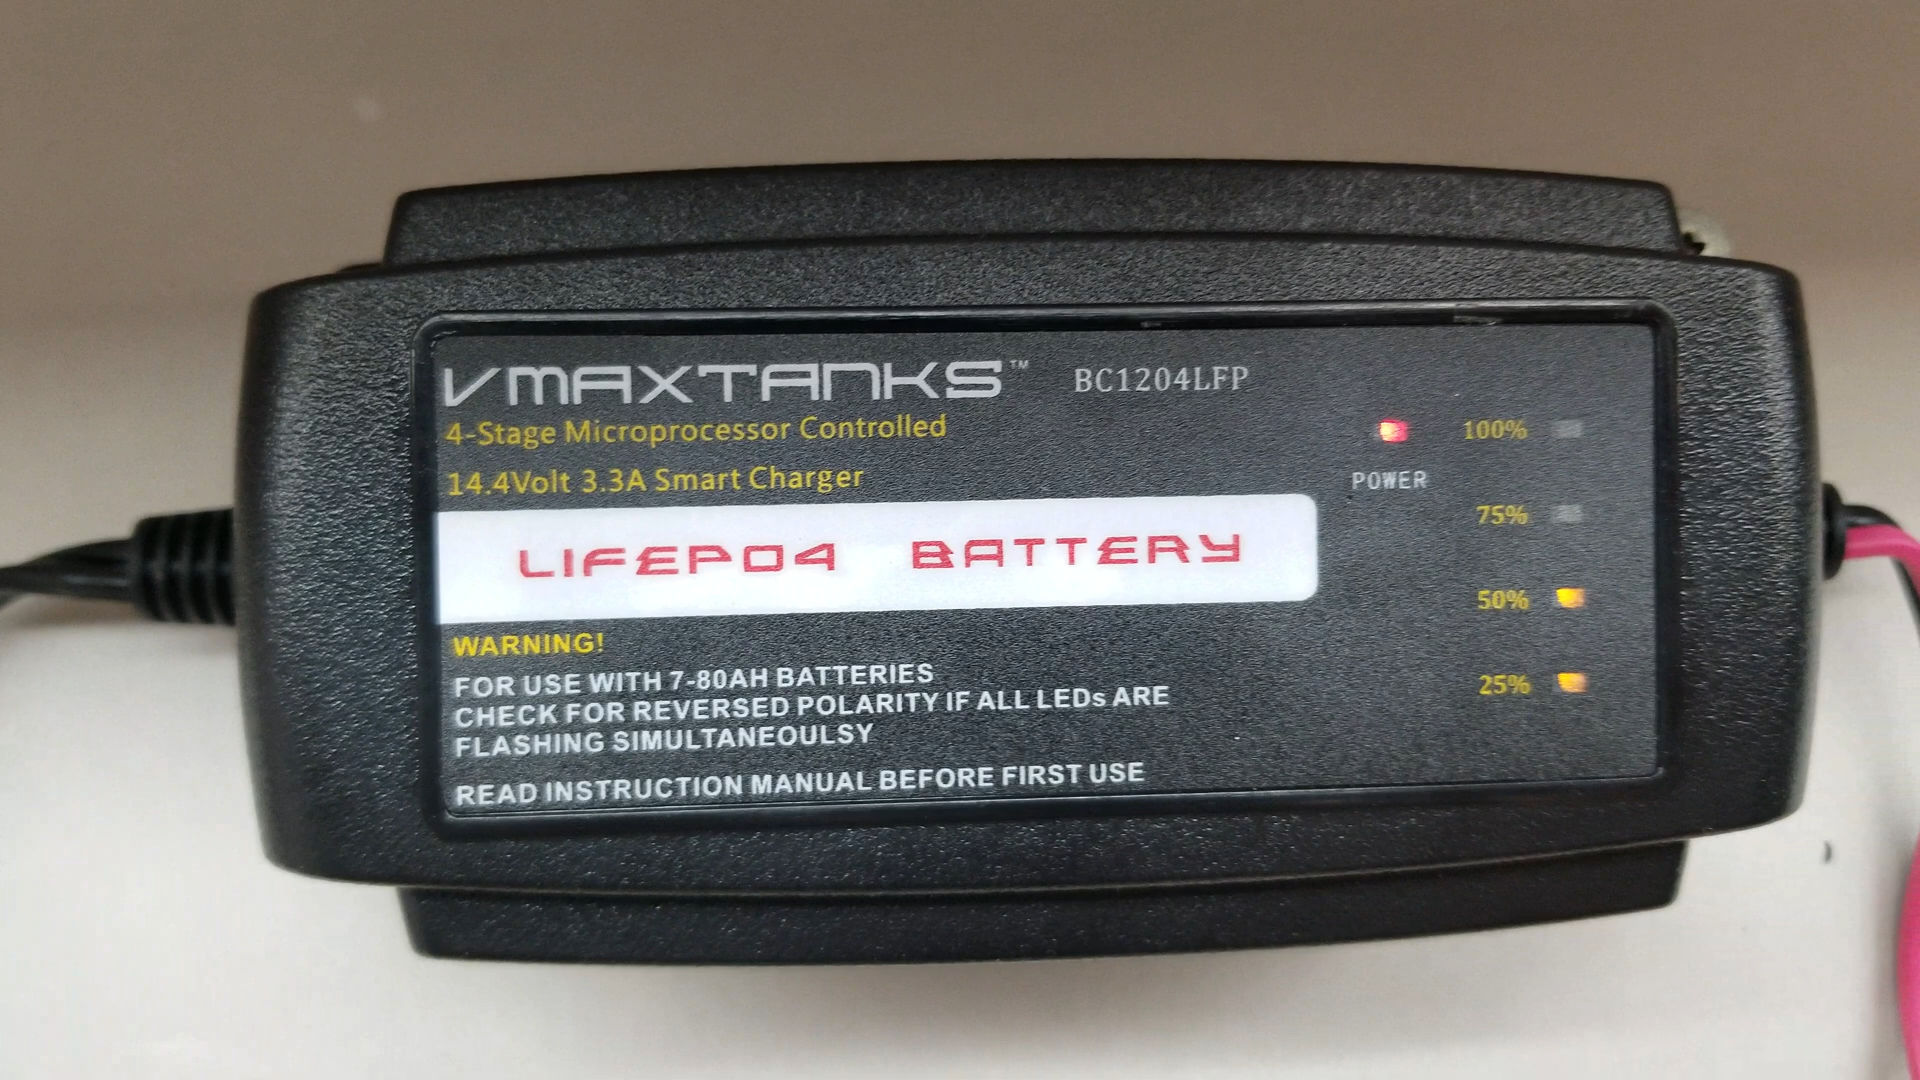 VMAXTANKS™ BC1204LFP
4-Stage Microprocessor Controlled
14.4Volt 3.3A Smart Charger
LIFEPO4 BATTERY
WARNING!
FOR USE WITH 7-80AH BATTERIES
CHECK FOR REVERSED POLARITY IF ALL LEDs ARE
FLASHING SIMULTANEOULSY
READ INSTRUCTION MANUAL BEFORE FIRST USE
POWER
100%
75%
50%
25%